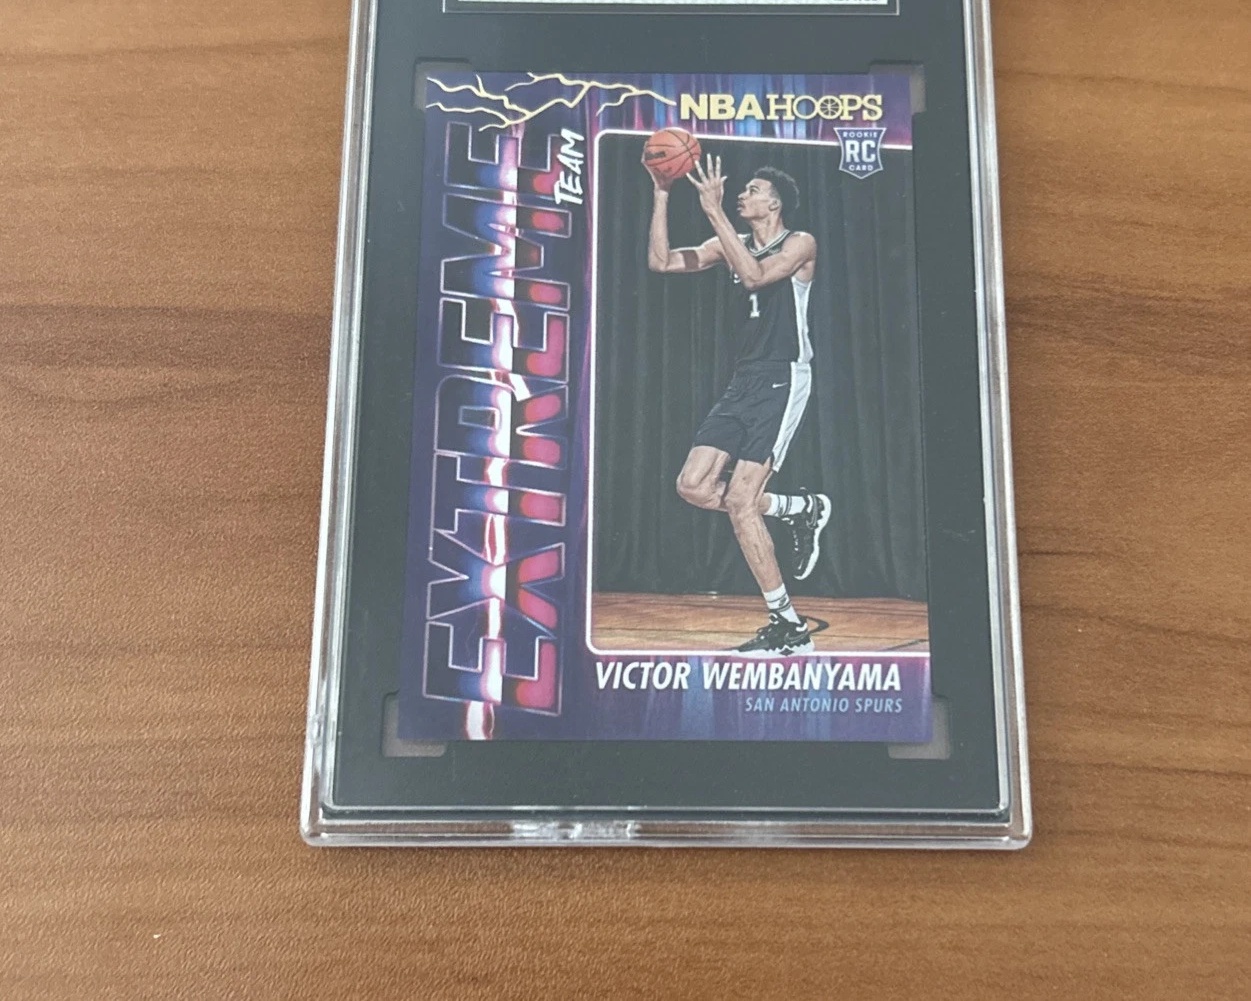 NBA HOOPS
ROOKIE
RC
CARD
EXTREME
TEAM
1
VICTOR WEMBANYAMA
SAN ANTONIO SPURS